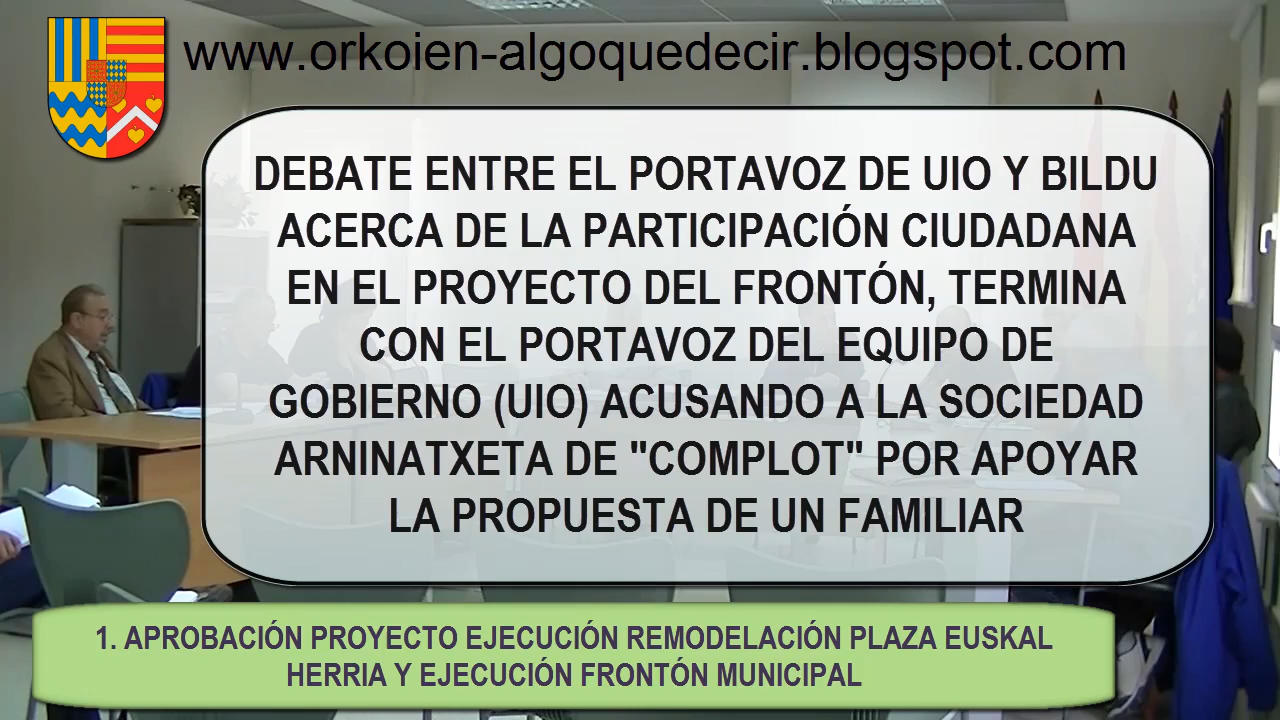 www.orkoien-algoquedecir.blogspot.com
DEBATE ENTRE EL PORTAVOZ DE UIO Y BILDU
ACERCA DE LA PARTICIPACIÓN CIUDADANA
EN EL PROYECTO DEL FRONTÓN, TERMINA
CON EL PORTAVOZ DEL EQUIPO DE
GOBIERNO (UIO) ACUSANDO A LA SOCIEDAD
ARNINATXETA DE "COMPLOT" POR APOYAR
LA PROPUESTA DE UN FAMILIAR
1. APROBACIÓN PROYECTO EJECUCIÓN REMODELACIÓN PLAZA EUSKAL
HERRIA Y EJECUCIÓN FRONTÓN MUNICIPAL